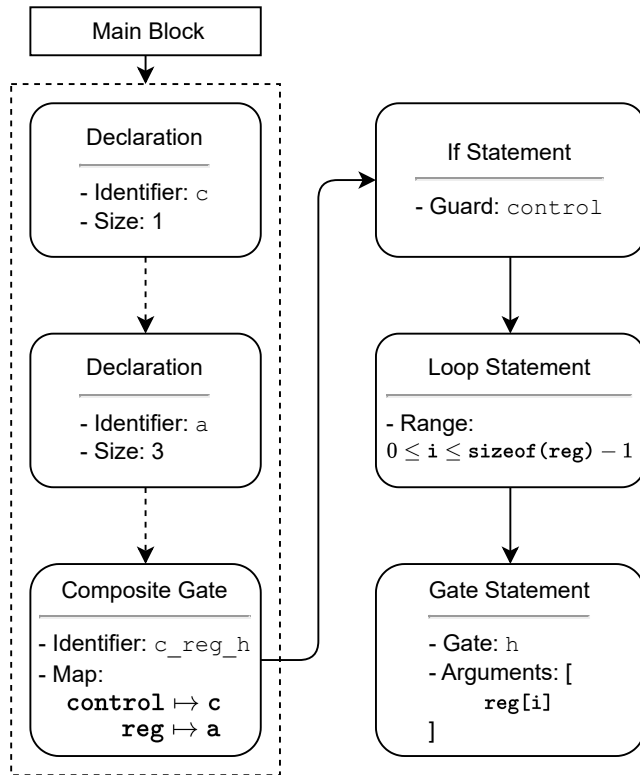 Main Block
Declaration
- Identifier: c
- Size: 1
Declaration
- Identifier: a
- Size: 3
Composite Gate
- Identifier: c_reg_h
- Map:
control ↦ c
reg ↦ a
If Statement
- Guard: control
Loop Statement
- Range:
0 ≤ i ≤ sizeof(reg) − 1
Gate Statement
- Gate: h
- Arguments: [
reg[i]
]